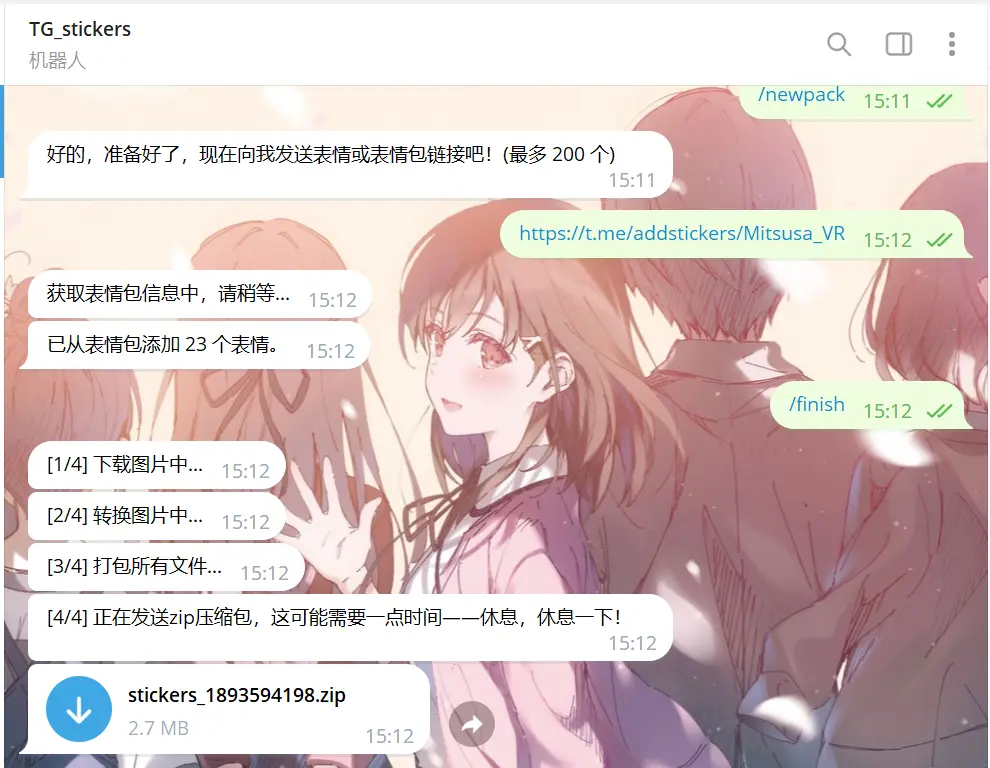 TG_stickers
机器人
/newpack 15:11
好的，准备好了，现在向我发送表情或表情包链接吧！(最多 200 个)
15:11
https://t.me/addstickers/Mitsusa_VR 15:12
获取表情包信息中，请稍等... 15:12
已从表情包添加 23 个表情。 15:12
/finish 15:12
[1/4] 下载图片中... 15:12
[2/4] 转换图片中... 15:12
[3/4] 打包所有文件... 15:12
[4/4] 正在发送zip压缩包，这可能需要一点时间——休息，休息一下！
15:12
stickers_1893594198.zip
2.7 MB 15:12